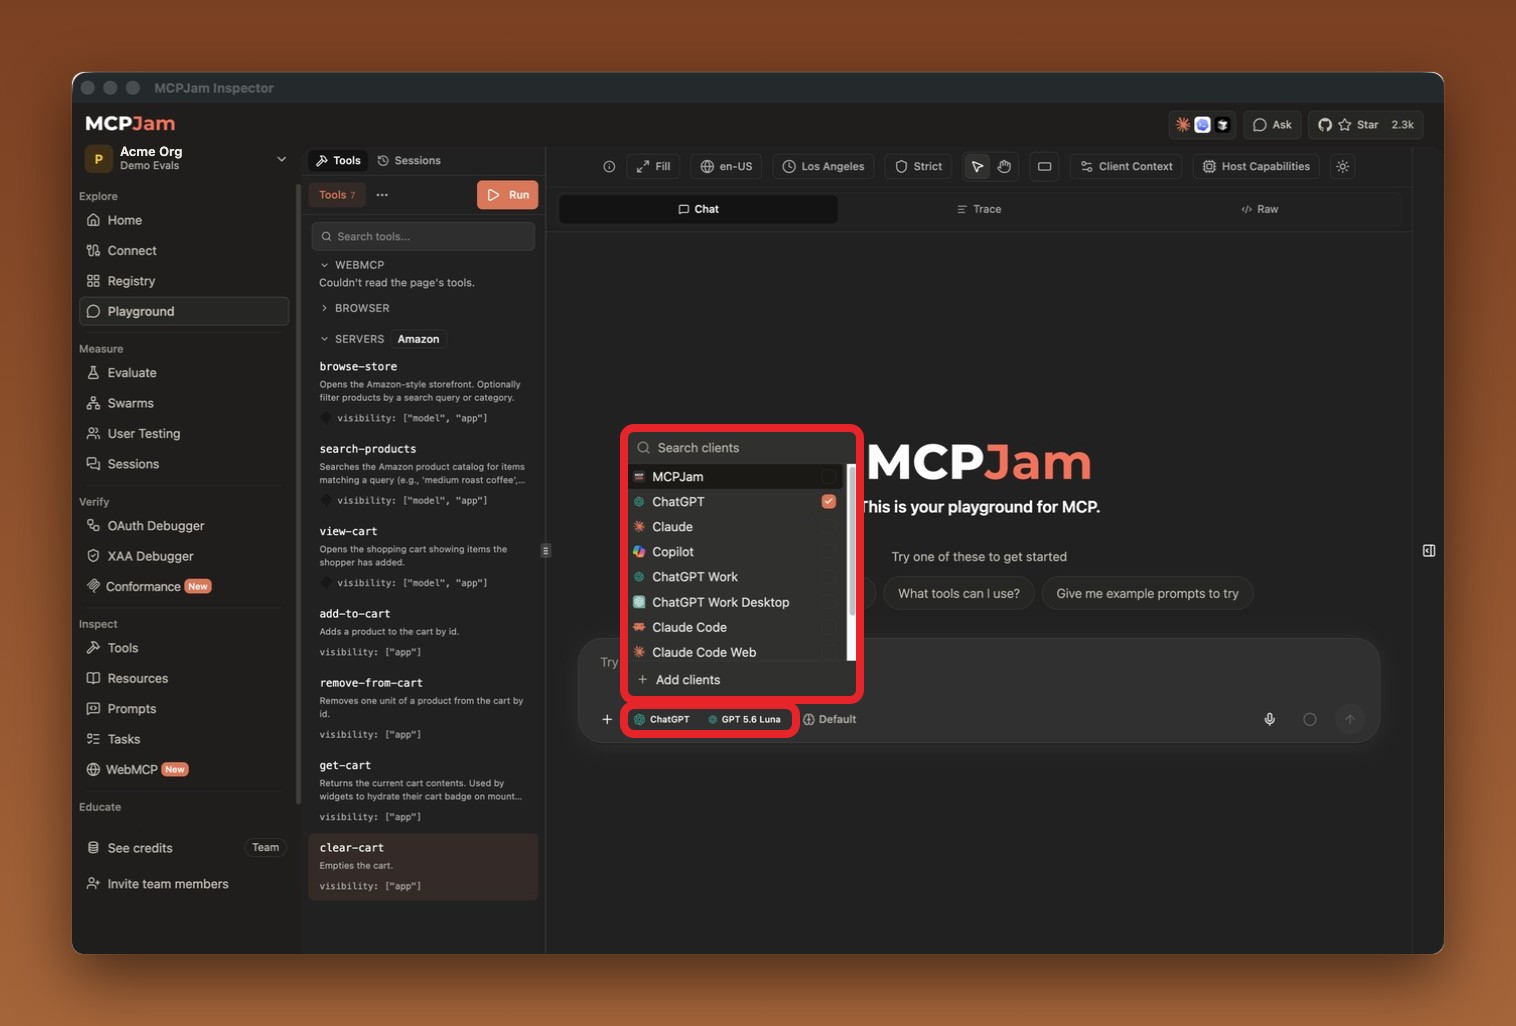 MCPJam Inspector
MCPJam
Ask
Star 2.3k
P
Acme Org
Demo Evals
Explore
Home
Connect
Registry
Playground
Measure
Evaluate
Swarms
User Testing
Sessions
Verify
OAuth Debugger
XAA Debugger
Conformance New
Inspect
Tools
Resources
Prompts
Tasks
WebMCP New
Educate
See credits Team
Invite team members
Tools Sessions
Tools 7 ... Run
Search tools...
WEBMCP
Couldn't read the page's tools.
BROWSER
SERVERS Amazon
browse-store
Opens the Amazon-style storefront. Optionally
filter products by a search query or category.
visibility: ["model", "app"]
search-products
Searches the Amazon product catalog for items
matching a query (e.g., 'medium roast coffee',...
visibility: ["model", "app"]
view-cart
Opens the shopping cart showing items the
shopper has added.
visibility: ["model", "app"]
add-to-cart
Adds a product to the cart by id.
visibility: ["app"]
remove-from-cart
Removes one unit of a product from the cart by
id.
visibility: ["app"]
get-cart
Returns the current cart contents. Used by
widgets to hydrate their cart badge on mount...
visibility: ["app"]
clear-cart
Empties the cart.
visibility: ["app"]
Fill en-US Los Angeles Strict Client Context Host Capabilities
Chat Trace Raw
MCPJam
This is your playground for MCP.
Try one of these to get started
What tools can I use? Give me example prompts to try
Search clients
MCPJam
ChatGPT
Claude
Copilot
ChatGPT Work
ChatGPT Work Desktop
Claude Code
Claude Code Web
+ Add clients
Try
+ ChatGPT GPT 5.6 Luna Default